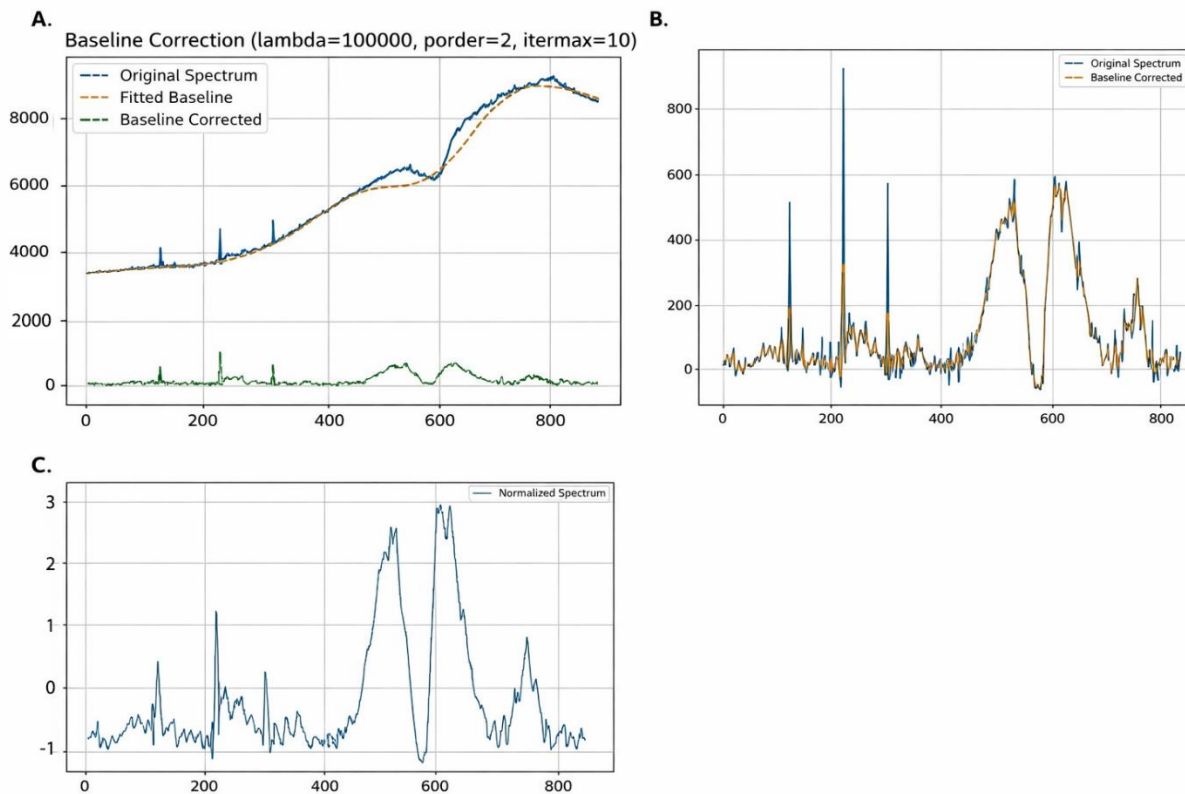 A.
Baseline Correction (lambda=100000, porder=2, itermax=10)
Original Spectrum
Fitted Baseline
Baseline Corrected
8000
6000
4000
2000
0
0 200 400 600 800
B.
Original Spectrum
Baseline Corrected
800
600
400
200
0
0 200 400 600 800
C.
Normalized Spectrum
3
2
1
0
-1
0 200 400 600 800